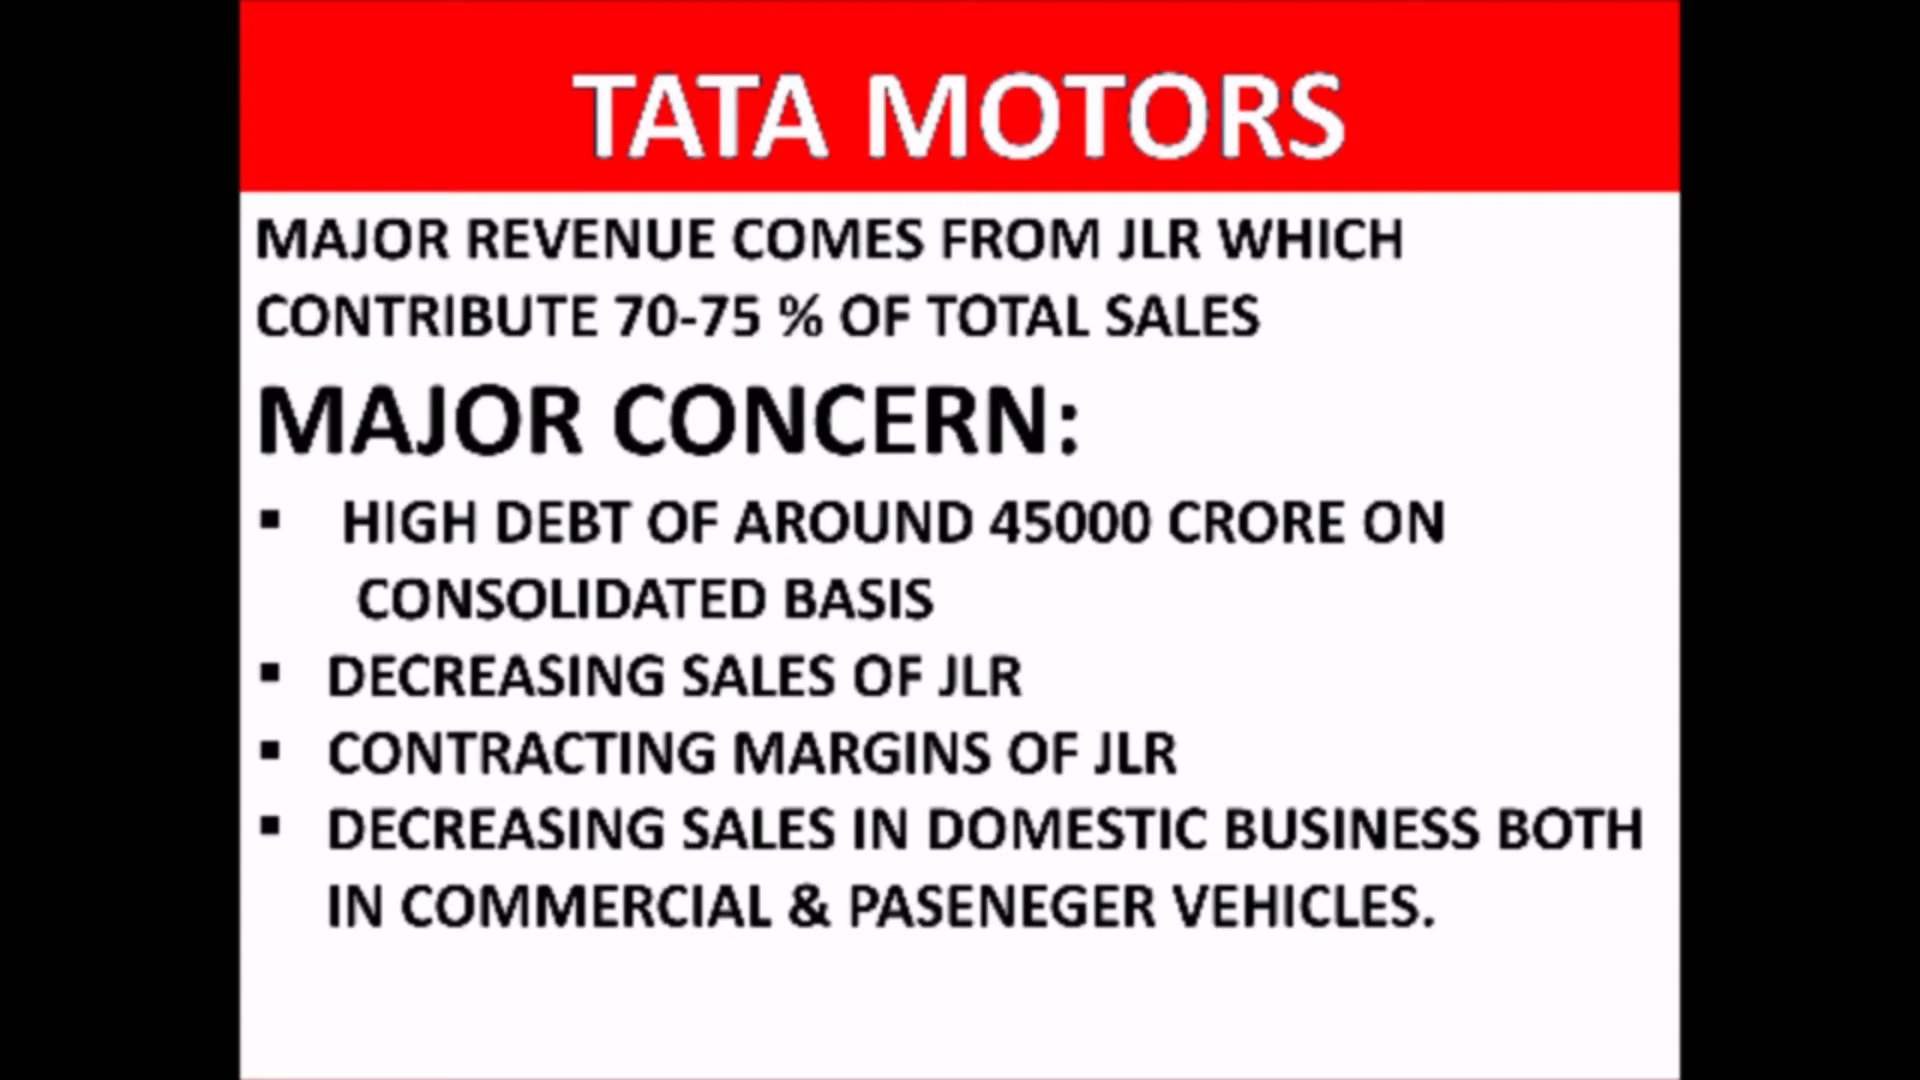 TATA MOTORS
MAJOR REVENUE COMES FROM JLR WHICH
CONTRIBUTE 70-75 % OF TOTAL SALES
MAJOR CONCERN:
▪ HIGH DEBT OF AROUND 45000 CRORE ON
CONSOLIDATED BASIS
▪ DECREASING SALES OF JLR
▪ CONTRACTING MARGINS OF JLR
▪ DECREASING SALES IN DOMESTIC BUSINESS BOTH
IN COMMERCIAL & PASENEGER VEHICLES.